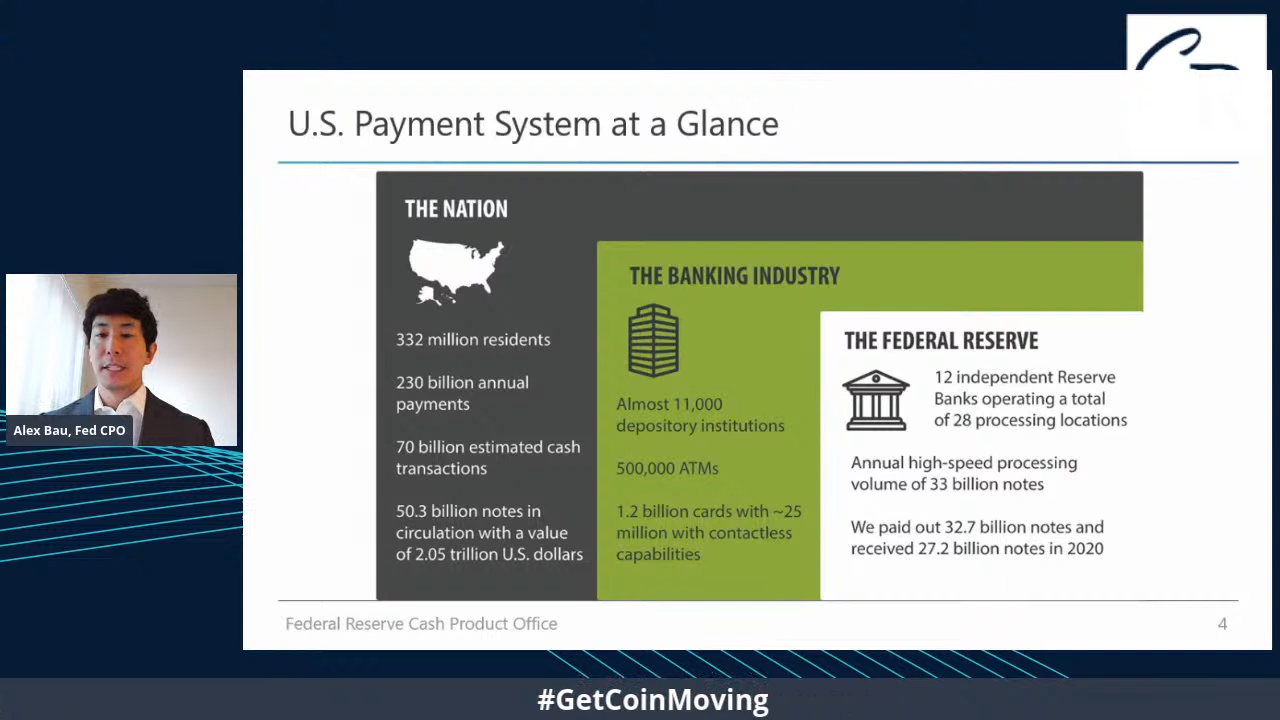 U.S. Payment System at a Glance
THE NATION
332 million residents
230 billion annual
payments
70 billion estimated cash
transactions
50.3 billion notes in
circulation with a value
of 2.05 trillion U.S. dollars
THE BANKING INDUSTRY
Almost 11,000
depository institutions
500,000 ATMs
1.2 billion cards with ~25
million with contactless
capabilities
THE FEDERAL RESERVE
12 independent Reserve
Banks operating a total
of 28 processing locations
Annual high-speed processing
volume of 33 billion notes
We paid out 32.7 billion notes and
received 27.2 billion notes in 2020
Federal Reserve Cash Product Office
4
Alex Bau, Fed CPO
#GetCoinMoving